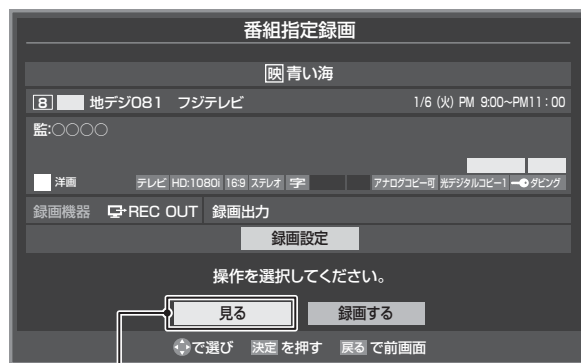 番組指定録画
映 青い海
8 地デジ081 フジテレビ 1/6 (火) PM 9:00~PM11:00
監:○○○○
洋画 テレビ HD:1080i 16:9 ステレオ 字 アナログコピー可 光デジタルコピー1 ダビング
録画機器 REC OUT 録画出力
録画設定
操作を選択してください。
見る 録画する
で選び 決定 を押す 戻る で前画面